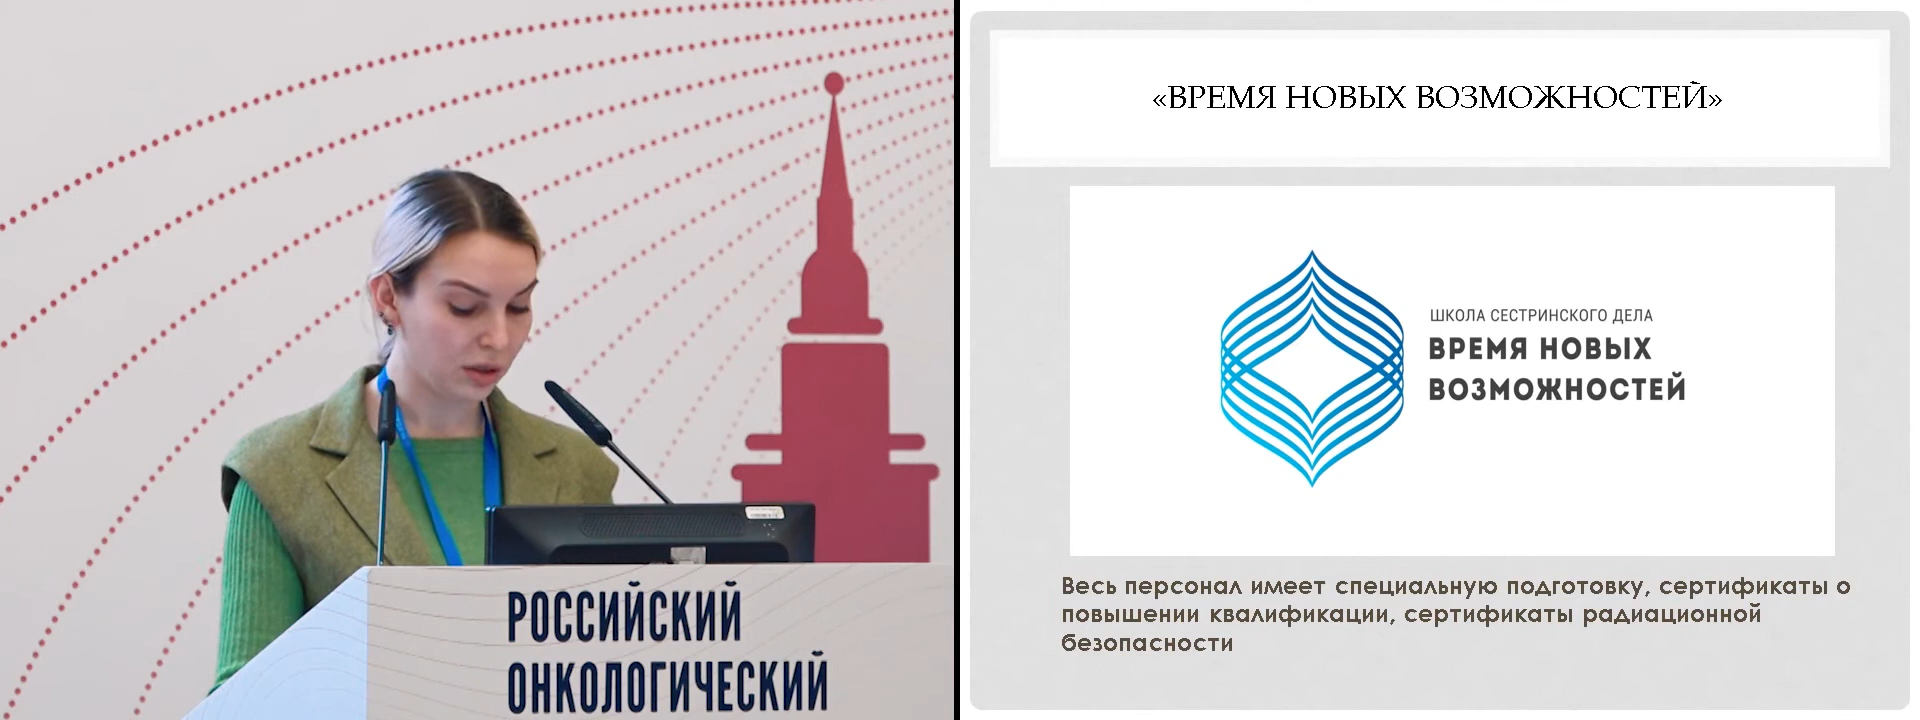 РОССИЙСКИЙ
ОНКОЛОГИЧЕСКИЙ
«ВРЕМЯ НОВЫХ ВОЗМОЖНОСТЕЙ»
ШКОЛА СЕСТРИНСКОГО ДЕЛА
ВРЕМЯ НОВЫХ
ВОЗМОЖНОСТЕЙ
Весь персонал имеет специальную подготовку, сертификаты о
повышении квалификации, сертификаты радиационной
безопасности